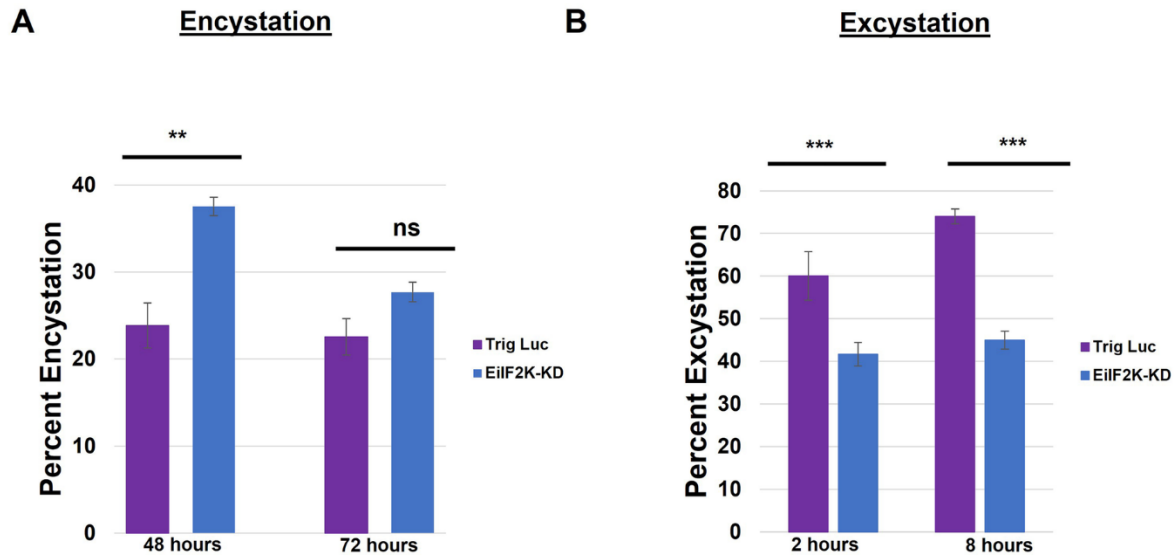 A
Encystation
**
ns
40
30
20
10
0
Percent Encystation
48 hours
72 hours
Trig Luc
EiIF2K-KD
B
Excystation
***
***
80
70
60
50
40
30
20
10
0
Percent Excystation
2 hours
8 hours
Trig Luc
EiIF2K-KD